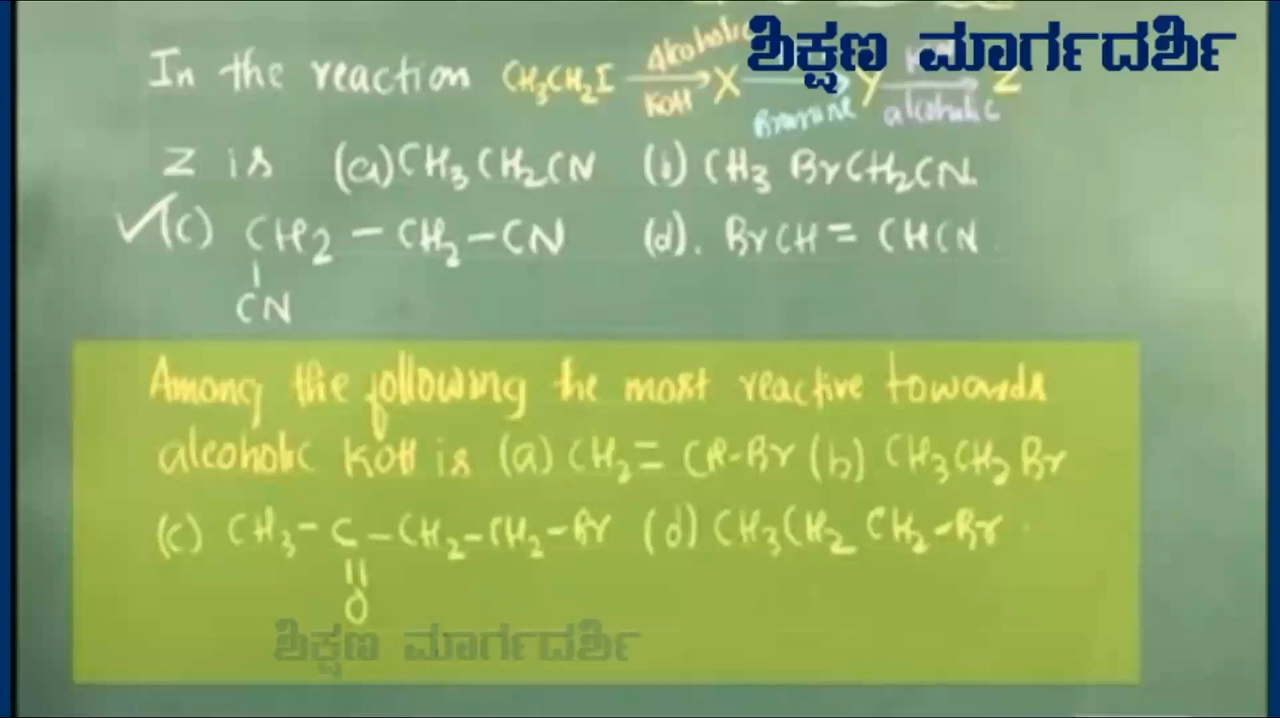 ಶಿಕ್ಷಣ ಮಾರ್ಗದರ್ಶಿ
In the reaction CH₃CH₂I Alcoholic KOH → X → Bromine Y → alcoholic Z
Z is (a) CH₃CH₂CN (b) CH₃ BrCH₂CN.
✓(c) CH₂ – CH₂ – CN (d). BrCH = CHCN
CN
Among the following the most reactive towards
alcoholic KOH is (a) CH₂ = CH-Br (b) CH₃CH₂Br
(c) CH₃ – C – CH₂ – CH₂ – Br (d) CH₃CH₂ CH₂ – Br
O
ಶಿಕ್ಷಣ ಮಾರ್ಗದರ್ಶಿ